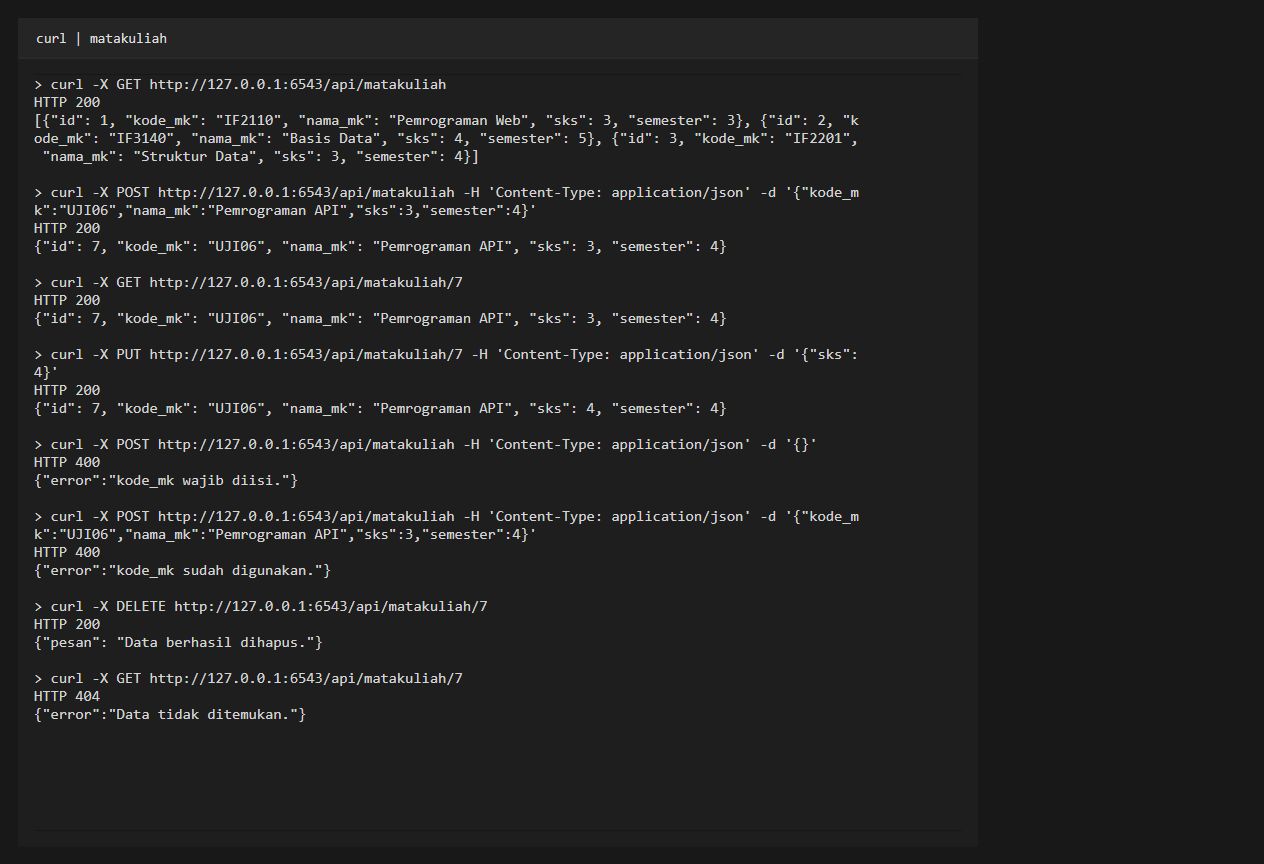 curl | matakuliah
> curl -X GET http://127.0.0.1:6543/api/matakuliah
HTTP 200
[{"id": 1, "kode_mk": "IF2110", "nama_mk": "Pemrograman Web", "sks": 3, "semester": 3}, {"id": 2, "k
ode_mk": "IF3140", "nama_mk": "Basis Data", "sks": 4, "semester": 5}, {"id": 3, "kode_mk": "IF2201",
 "nama_mk": "Struktur Data", "sks": 3, "semester": 4}]
> curl -X POST http://127.0.0.1:6543/api/matakuliah -H 'Content-Type: application/json' -d '{"kode_m
k":"UJI06","nama_mk":"Pemrograman API","sks":3,"semester":4}'
HTTP 200
{"id": 7, "kode_mk": "UJI06", "nama_mk": "Pemrograman API", "sks": 3, "semester": 4}
> curl -X GET http://127.0.0.1:6543/api/matakuliah/7
HTTP 200
{"id": 7, "kode_mk": "UJI06", "nama_mk": "Pemrograman API", "sks": 3, "semester": 4}
> curl -X PUT http://127.0.0.1:6543/api/matakuliah/7 -H 'Content-Type: application/json' -d '{"sks":
4}'
HTTP 200
{"id": 7, "kode_mk": "UJI06", "nama_mk": "Pemrograman API", "sks": 4, "semester": 4}
> curl -X POST http://127.0.0.1:6543/api/matakuliah -H 'Content-Type: application/json' -d '{}'
HTTP 400
{"error":"kode_mk wajib diisi."}
> curl -X POST http://127.0.0.1:6543/api/matakuliah -H 'Content-Type: application/json' -d '{"kode_m
k":"UJI06","nama_mk":"Pemrograman API","sks":3,"semester":4}'
HTTP 400
{"error":"kode_mk sudah digunakan."}
> curl -X DELETE http://127.0.0.1:6543/api/matakuliah/7
HTTP 200
{"pesan": "Data berhasil dihapus."}
> curl -X GET http://127.0.0.1:6543/api/matakuliah/7
HTTP 404
{"error":"Data tidak ditemukan."}